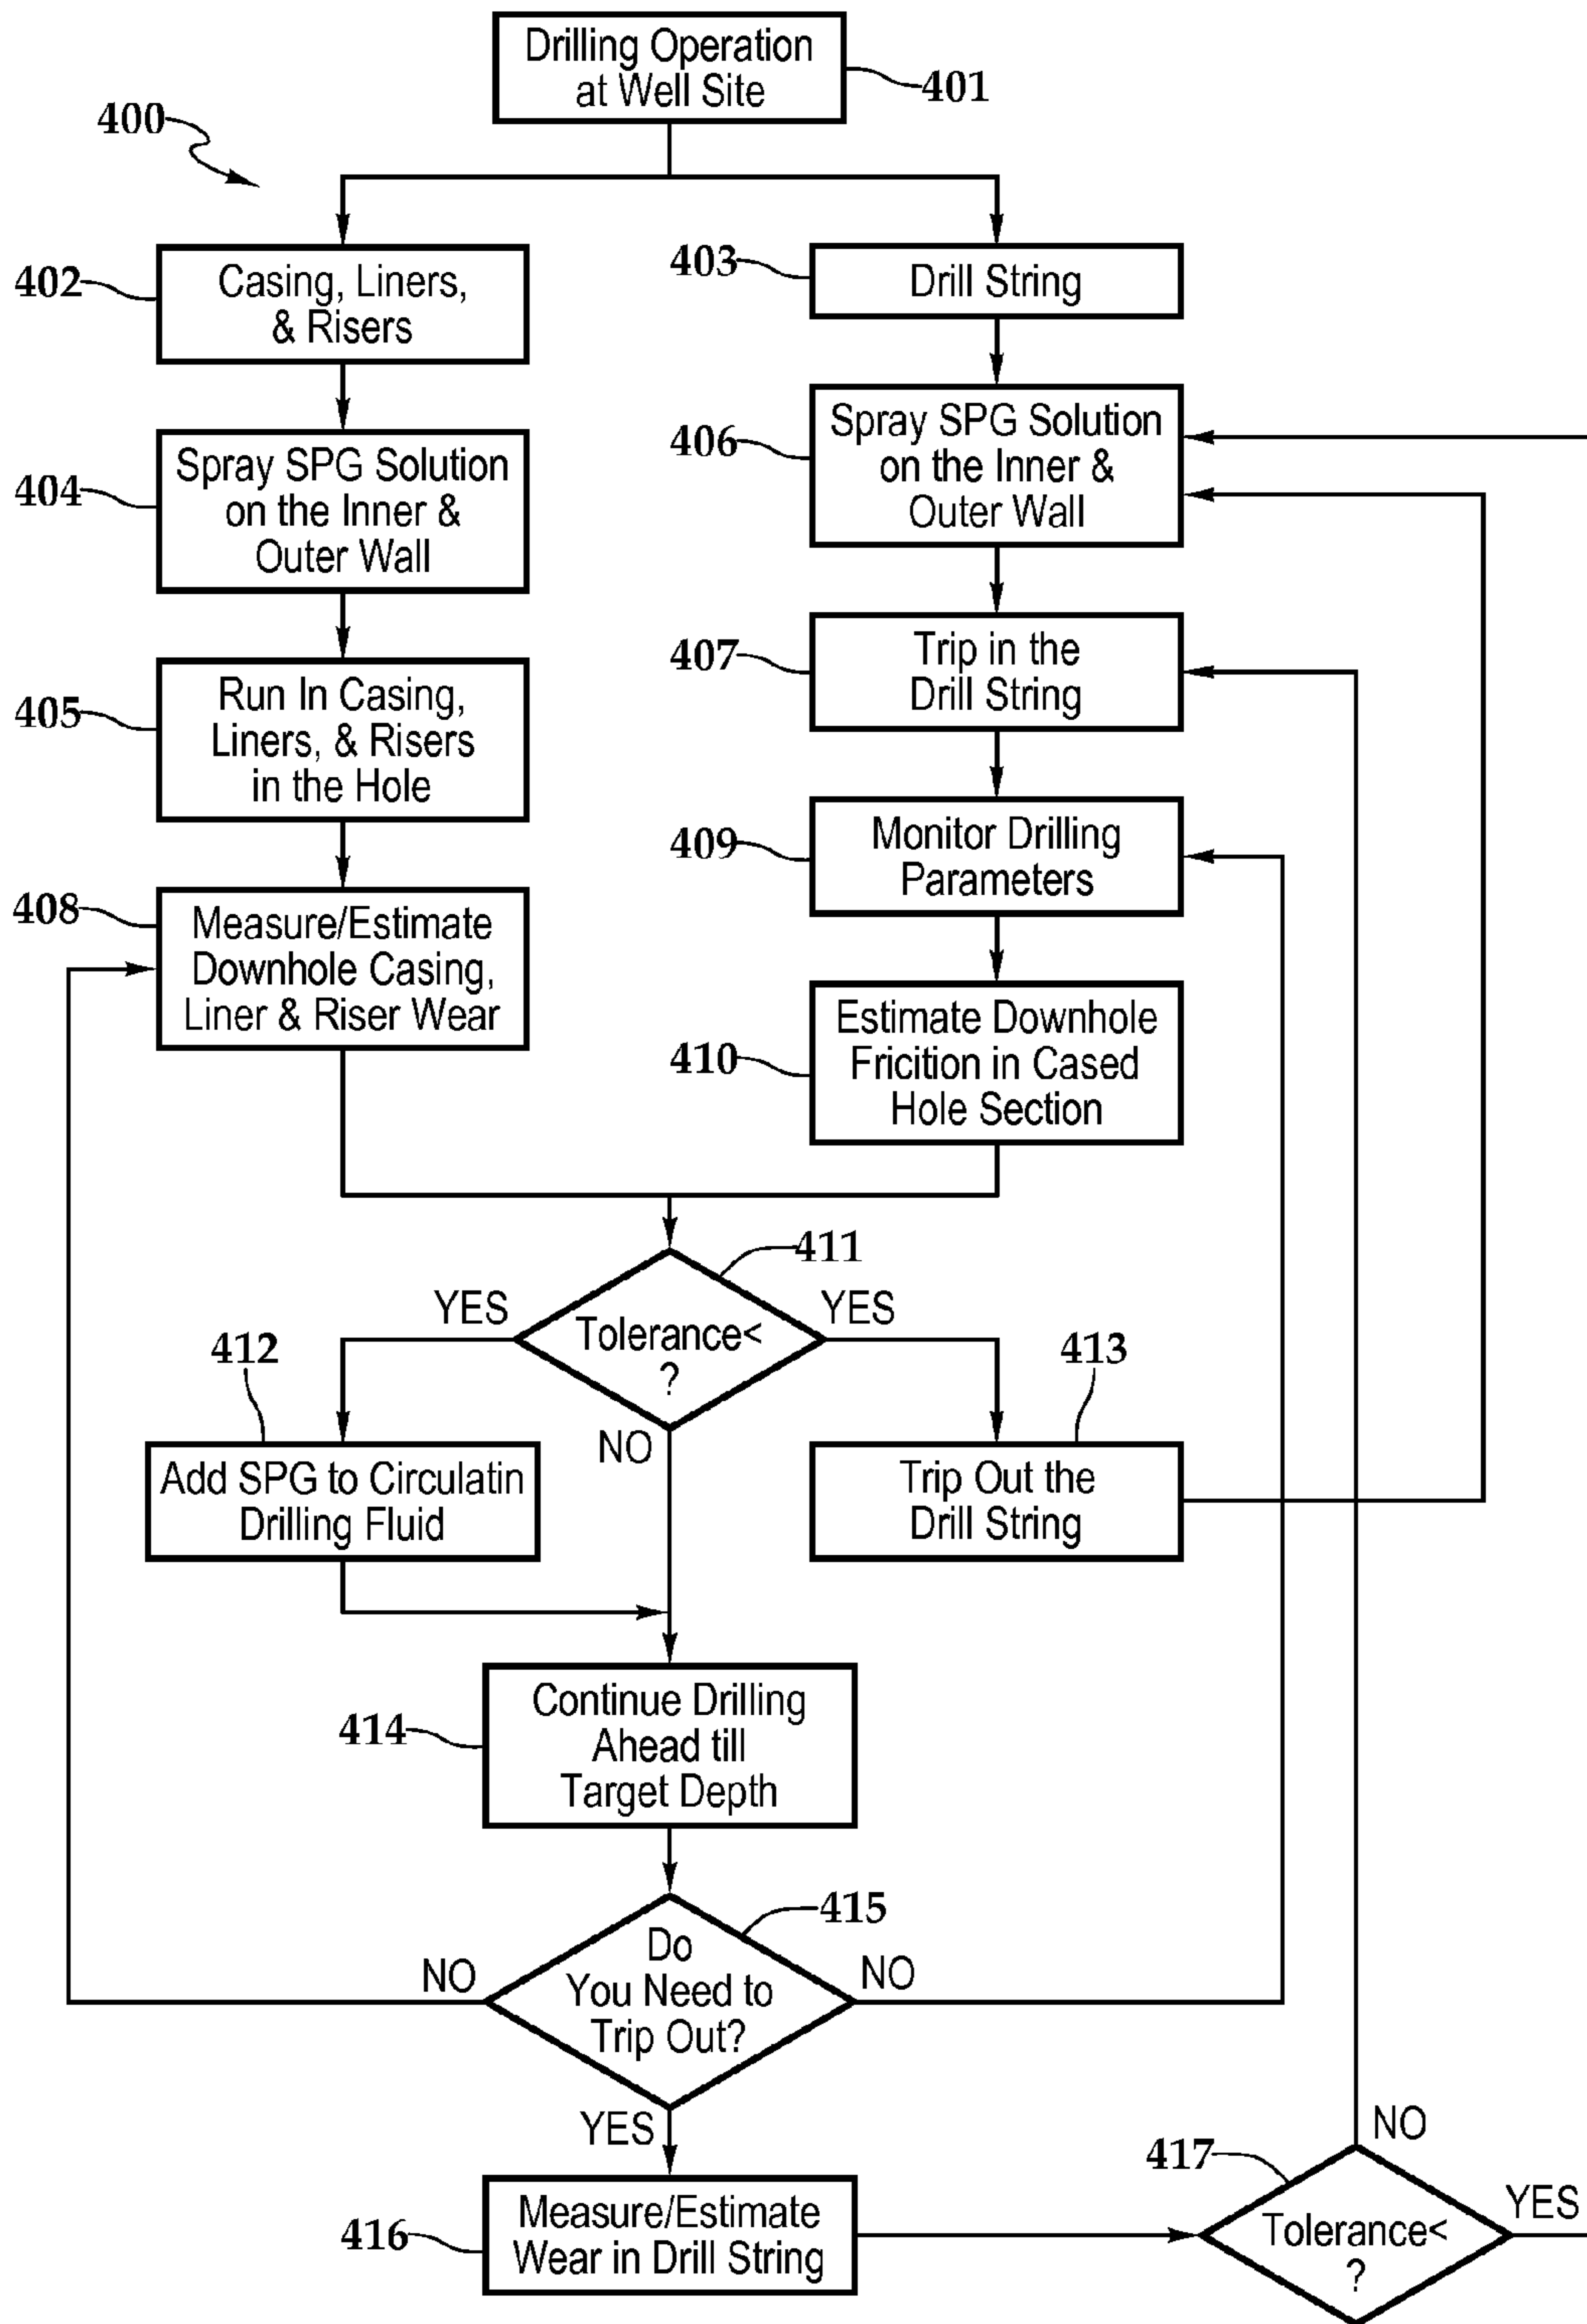 Drilling Operation
at Well Site
401
400
402
Casing, Liners,
& Risers
403
Drill String
404
Spray SPG Solution
on the Inner &
Outer Wall
406
Spray SPG Solution
on the Inner &
Outer Wall
405
Run In Casing,
Liners, & Risers
in the Hole
407
Trip in the
Drill String
408
Measure/Estimate
Downhole Casing,
Liner & Riser Wear
409
Monitor Drilling
Parameters
410
Estimate Downhole
Fricition in Cased
Hole Section
411
YES
Tolerance<
?
YES
NO
412
Add SPG to Circulatin
Drilling Fluid
413
Trip Out the
Drill String
414
Continue Drilling
Ahead till
Target Depth
415
NO
Do
You Need to
Trip Out?
NO
YES
416
Measure/Estimate
Wear in Drill String
417
NO
Tolerance<
?
YES